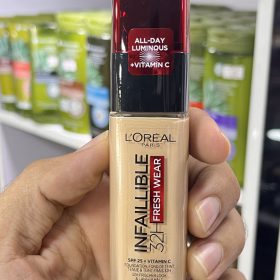 ALL-DAY
LUMINOUS
+VITAMIN C
L'ORÉAL
PARIS
INFAILLIBLE
32H
FRESH WEAR
SPF 25 + VITAMIN C